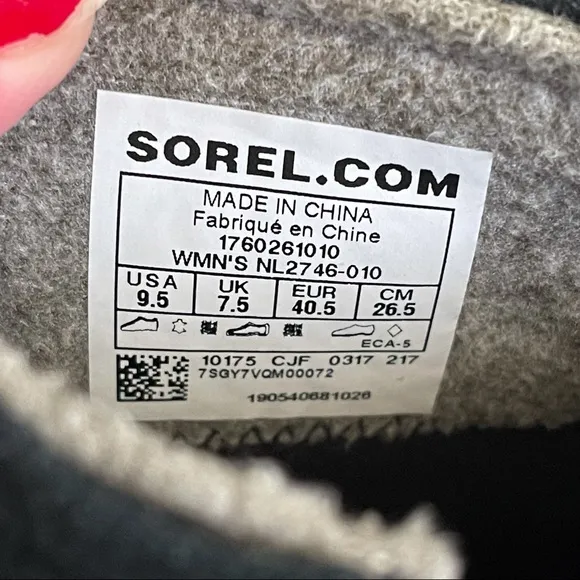 SOREL.COM
MADE IN CHINA
Fabriqué en Chine
1760261010
WMN'S NL2746-010
USA UK EUR CM
9.5 7.5 40.5 26.5
ECA-5
10175 CJF 0317 217
7SGY7VQM00072
190540681026